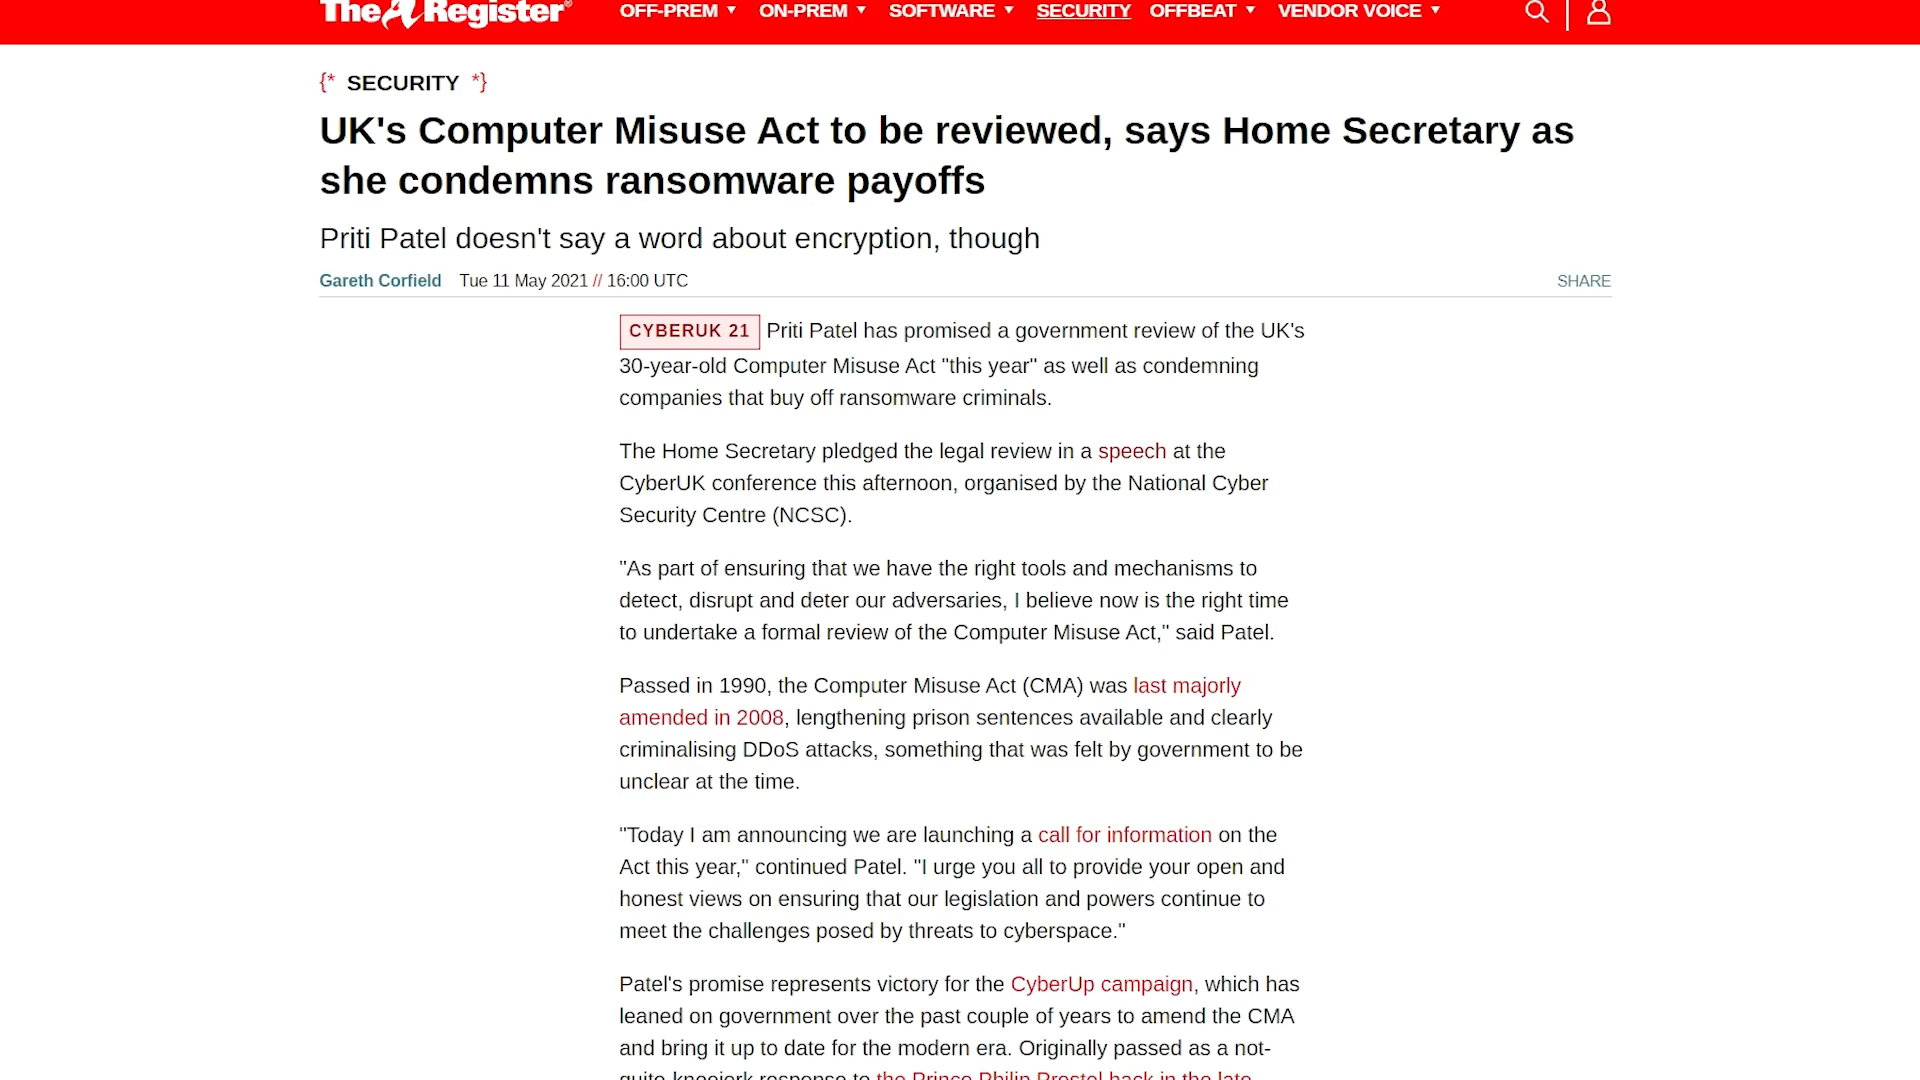 The Register®
OFF-PREM ▼ ON-PREM ▼ SOFTWARE ▼ SECURITY OFFBEAT ▼ VENDOR VOICE ▼
{* SECURITY *}
UK's Computer Misuse Act to be reviewed, says Home Secretary as
she condemns ransomware payoffs
Priti Patel doesn't say a word about encryption, though
Gareth Corfield Tue 11 May 2021 // 16:00 UTC
SHARE
CYBERUK 21 Priti Patel has promised a government review of the UK's
30-year-old Computer Misuse Act "this year" as well as condemning
companies that buy off ransomware criminals.
The Home Secretary pledged the legal review in a speech at the
CyberUK conference this afternoon, organised by the National Cyber
Security Centre (NCSC).
"As part of ensuring that we have the right tools and mechanisms to
detect, disrupt and deter our adversaries, I believe now is the right time
to undertake a formal review of the Computer Misuse Act," said Patel.
Passed in 1990, the Computer Misuse Act (CMA) was last majorly
amended in 2008, lengthening prison sentences available and clearly
criminalising DDoS attacks, something that was felt by government to be
unclear at the time.
"Today I am announcing we are launching a call for information on the
Act this year," continued Patel. "I urge you all to provide your open and
honest views on ensuring that our legislation and powers continue to
meet the challenges posed by threats to cyberspace."
Patel's promise represents victory for the CyberUp campaign, which has
leaned on government over the past couple of years to amend the CMA
and bring it up to date for the modern era. Originally passed as a not-
quite-kneejerk response to the Prince Philip Prestel hack in the late